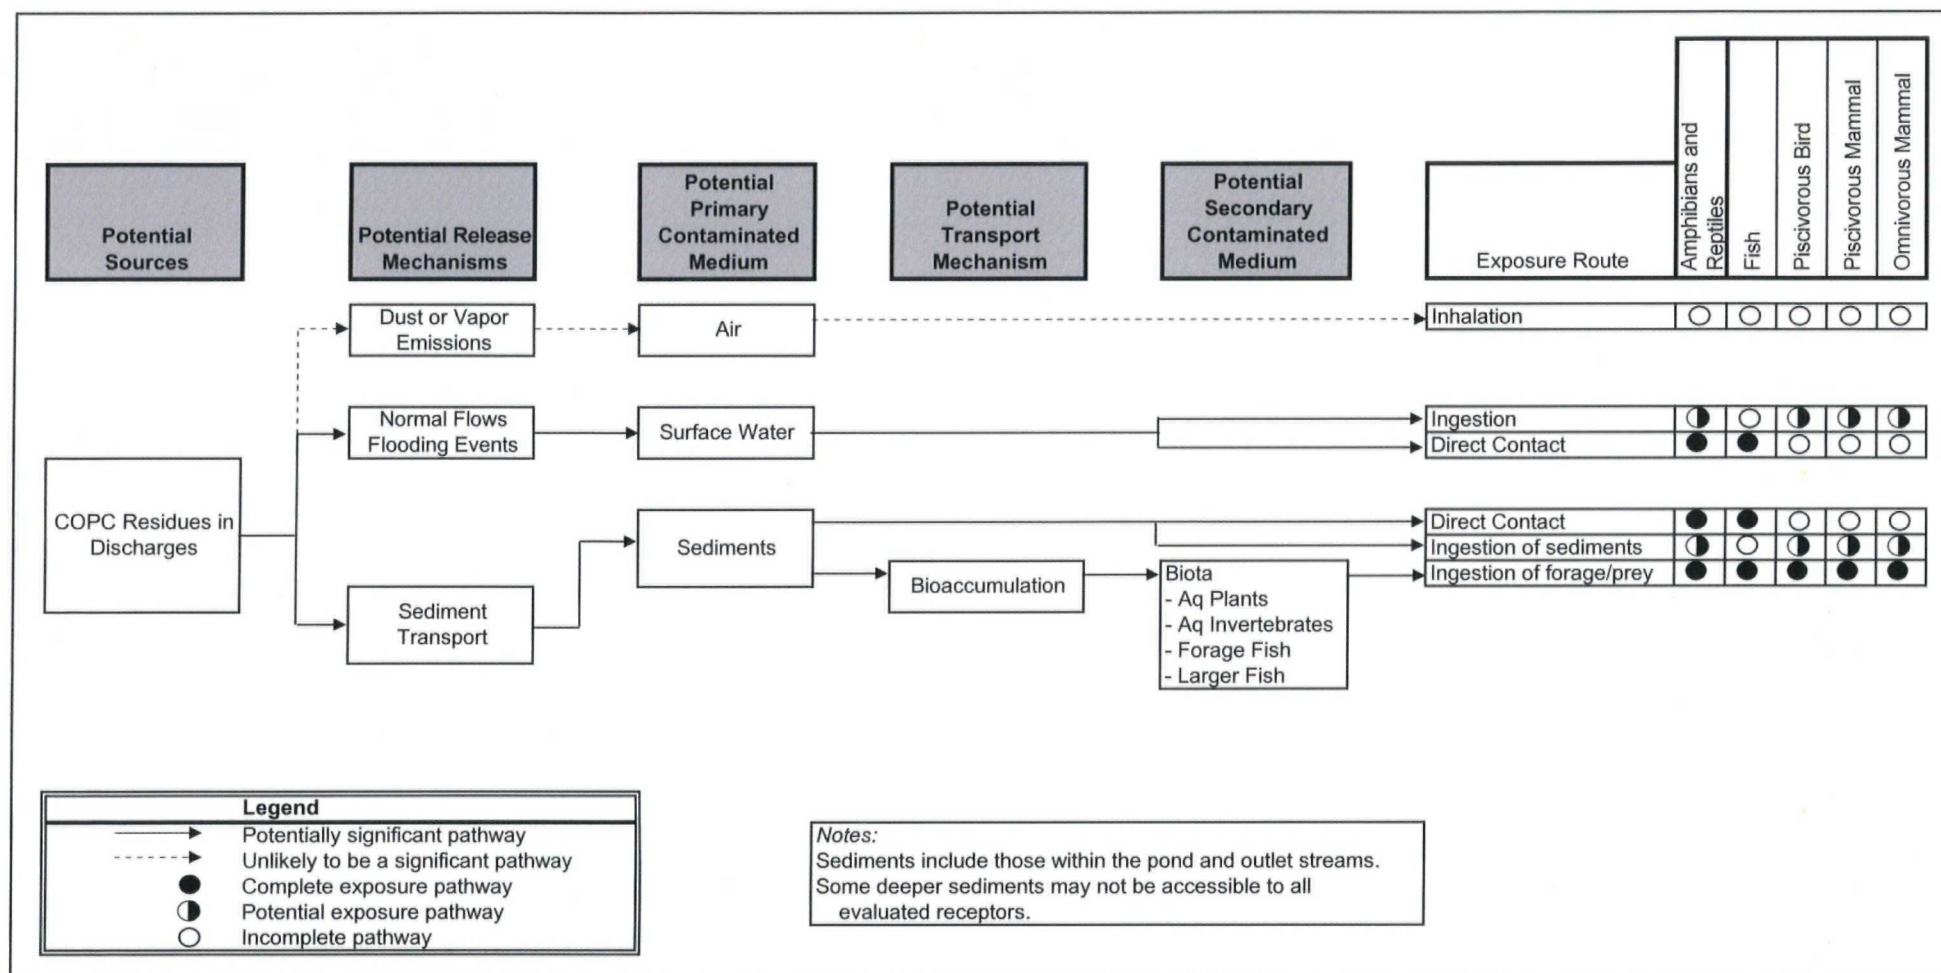 Potential
Sources
Potential Release
Mechanisms
Potential
Primary
Contaminated
Medium
Potential
Transport
Mechanism
Potential
Secondary
Contaminated
Medium
Exposure Route
Amphibians and
Reptiles
Fish
Piscivorous Bird
Piscivorous Mammal
Omnivorous Mammal
Dust or Vapor
Emissions
Air
Inhalation
Normal Flows
Flooding Events
Surface Water
Ingestion
Direct Contact
COPC Residues in
Discharges
Sediment
Transport
Sediments
Bioaccumulation
Biota
- Aq Plants
- Aq Invertebrates
- Forage Fish
- Larger Fish
Direct Contact
Ingestion of sediments
Ingestion of forage/prey
Legend
Potentially significant pathway
Unlikely to be a significant pathway
Complete exposure pathway
Potential exposure pathway
Incomplete pathway
Notes:
Sediments include those within the pond and outlet streams.
Some deeper sediments may not be accessible to all
evaluated receptors.